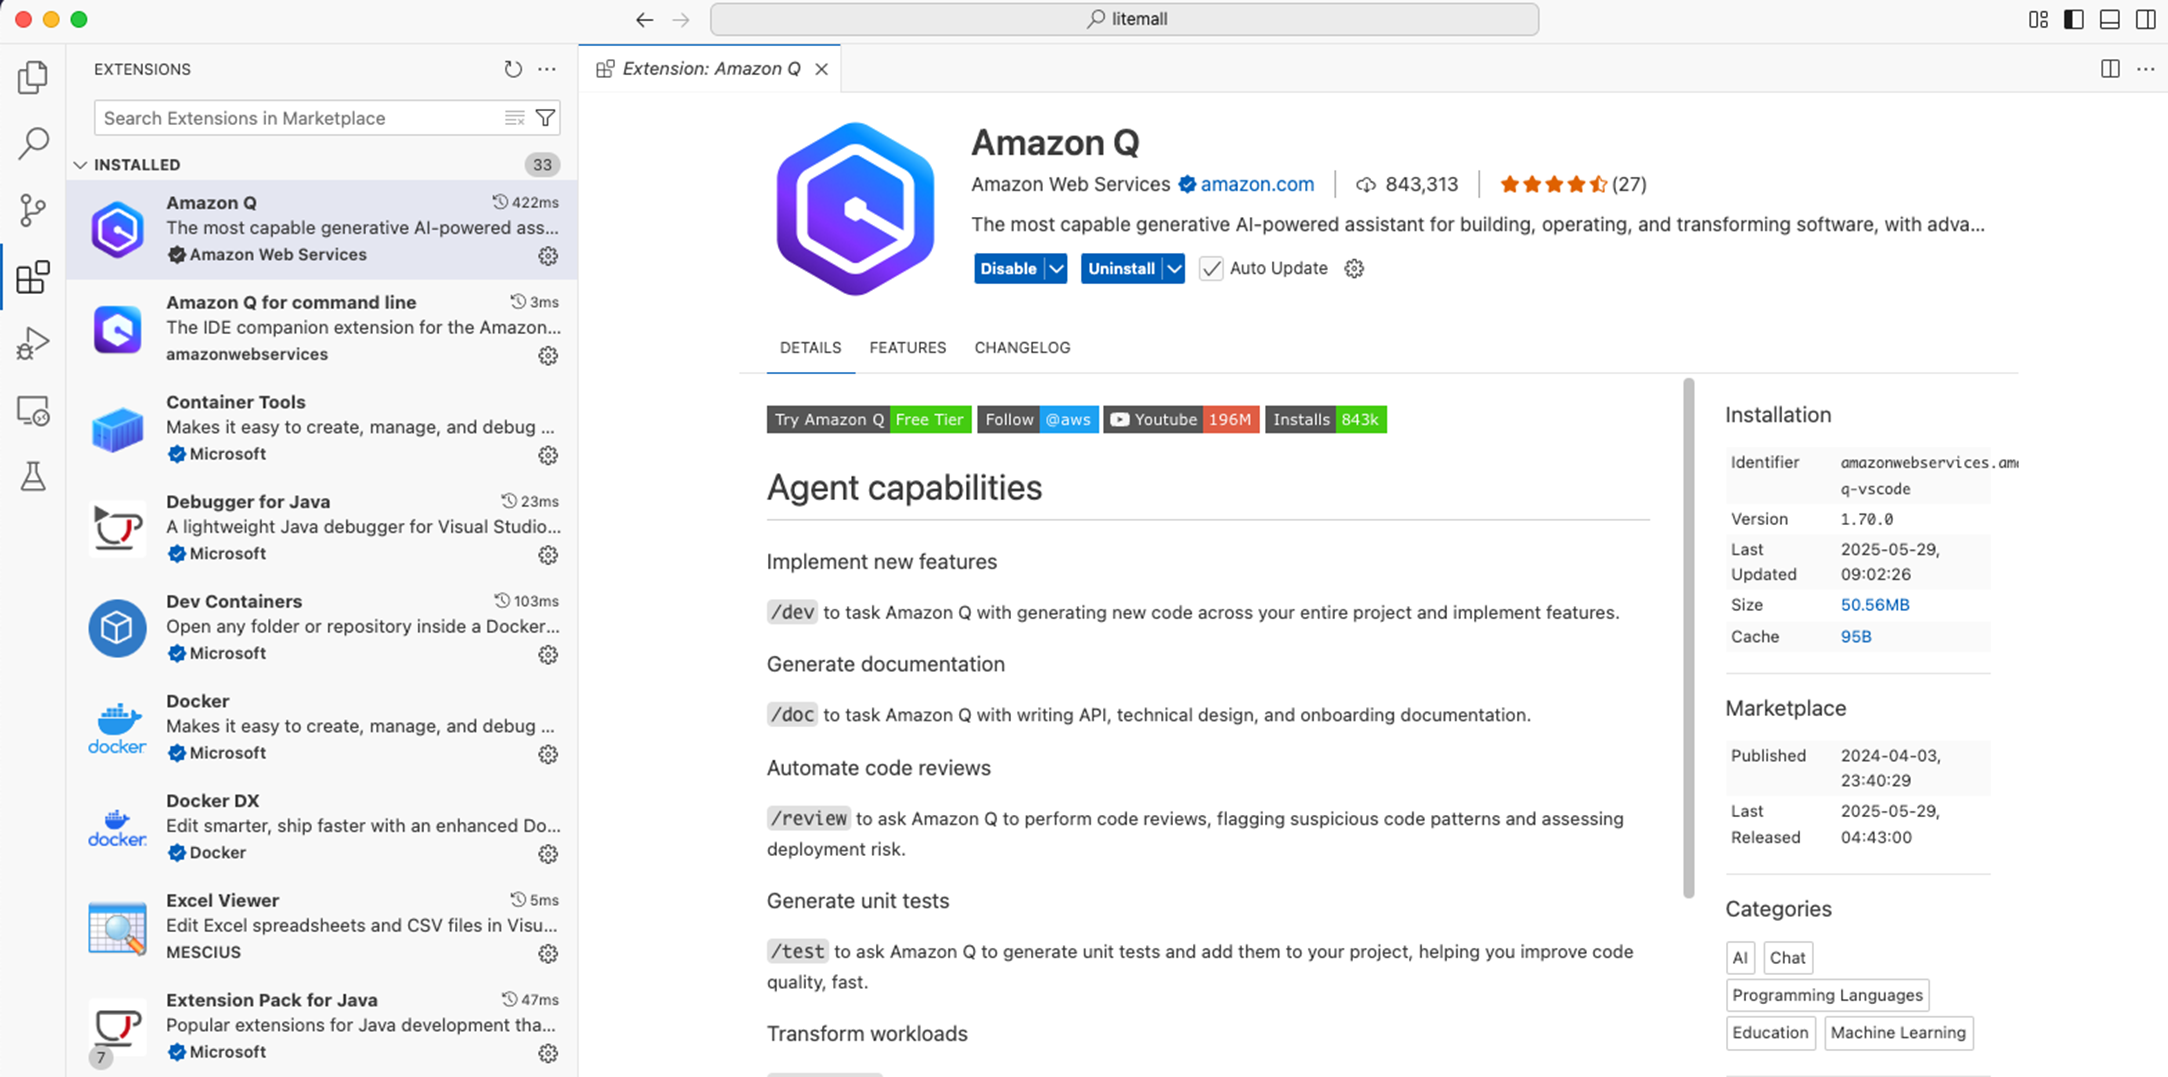 litemall
EXTENSIONS
Search Extensions in Marketplace
INSTALLED
33
Amazon Q
422ms
The most capable generative AI-powered ass...
Amazon Web Services
Amazon Q for command line
3ms
The IDE companion extension for the Amazon...
amazonwebservices
Container Tools
Makes it easy to create, manage, and debug ...
Microsoft
Debugger for Java
23ms
A lightweight Java debugger for Visual Studio...
Microsoft
Dev Containers
103ms
Open any folder or repository inside a Docker...
Microsoft
docker
Docker
Makes it easy to create, manage, and debug ...
Microsoft
docker
Docker DX
Edit smarter, ship faster with an enhanced Do...
Docker
Excel Viewer
5ms
Edit Excel spreadsheets and CSV files in Visu...
MESCIUS
Extension Pack for Java
47ms
Popular extensions for Java development tha...
Microsoft
7
Extension: Amazon Q
Amazon Q
Amazon Web Services amazon.com 843,313 (27)
The most capable generative AI-powered assistant for building, operating, and transforming software, with adva...
Disable Uninstall Auto Update
DETAILS FEATURES CHANGELOG
Try Amazon Q Free Tier Follow @aws Youtube 196M Installs 843k
Agent capabilities
Implement new features
/dev to task Amazon Q with generating new code across your entire project and implement features.
Generate documentation
/doc to task Amazon Q with writing API, technical design, and onboarding documentation.
Automate code reviews
/review to ask Amazon Q to perform code reviews, flagging suspicious code patterns and assessing
deployment risk.
Generate unit tests
/test to ask Amazon Q to generate unit tests and add them to your project, helping you improve code
quality, fast.
Transform workloads
Installation
Identifier amazonwebservices.am
q-vscode
Version 1.70.0
Last 2025-05-29,
Updated 09:02:26
Size 50.56MB
Cache 95B
Marketplace
Published 2024-04-03,
23:40:29
Last 2025-05-29,
Released 04:43:00
Categories
AI Chat
Programming Languages
Education Machine Learning